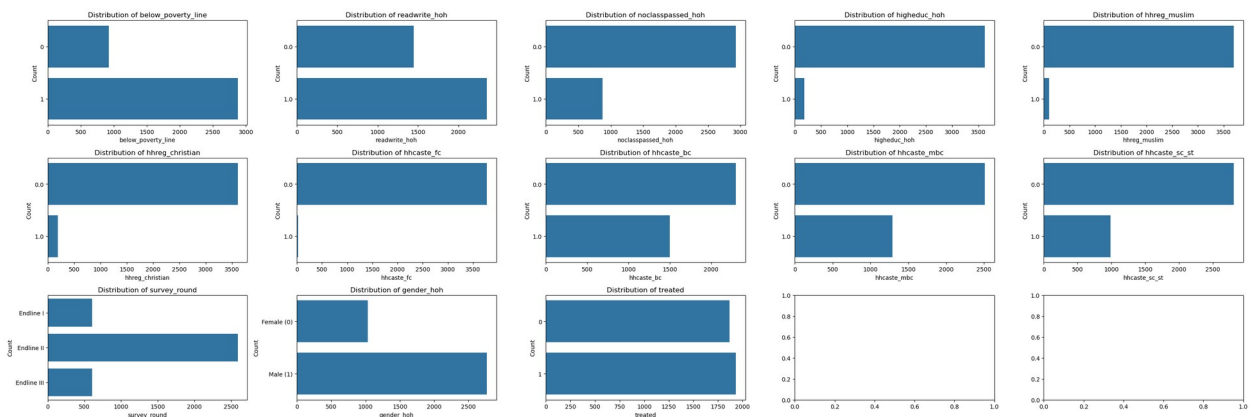 Distribution of below_poverty_line
Distribution of readwrite_hoh
Distribution of noclasspassed_hoh
Distribution of higheduc_hoh
Distribution of hhreg_muslim
0
1
Count
0 500 1000 1500 2000 2500 3000
below_poverty_line
0.0
1.0
Count
0 500 1000 1500 2000
readwrite_hoh
0.0
1.0
Count
0 500 1000 1500 2000 2500 3000
noclasspassed_hoh
0.0
1.0
Count
0 500 1000 1500 2000 2500 3000 3500
higheduc_hoh
0.0
1.0
Count
0 500 1000 1500 2000 2500 3000 3500
hhreg_muslim
Distribution of hhreg_christian
Distribution of hhcaste_fc
Distribution of hhcaste_bc
Distribution of hhcaste_mbc
Distribution of hhcaste_sc_st
0.0
1.0
Count
0 500 1000 1500 2000 2500 3000 3500
hhreg_christian
0.0
1.0
Count
0 500 1000 1500 2000 2500 3000 3500
hhcaste_fc
0.0
1.0
Count
0 500 1000 1500 2000
hhcaste_bc
0.0
1.0
Count
0 500 1000 1500 2000 2500
hhcaste_mbc
0.0
1.0
Count
0 500 1000 1500 2000 2500
hhcaste_sc_st
Distribution of survey_round
Distribution of gender_hoh
Distribution of treated
Endline I
Endline II
Endline III
Count
0 500 1000 1500 2000 2500
survey_round
Female (0)
Male (1)
Count
0 500 1000 1500 2000 2500
gender_hoh
0
1
Count
0 250 500 750 1000 1250 1500 1750 2000
treated
1.0
0.8
0.6
0.4
0.2
0.0
0.0 0.2 0.4 0.6 0.8 1.0
1.0
0.8
0.6
0.4
0.2
0.0
0.0 0.2 0.4 0.6 0.8 1.0